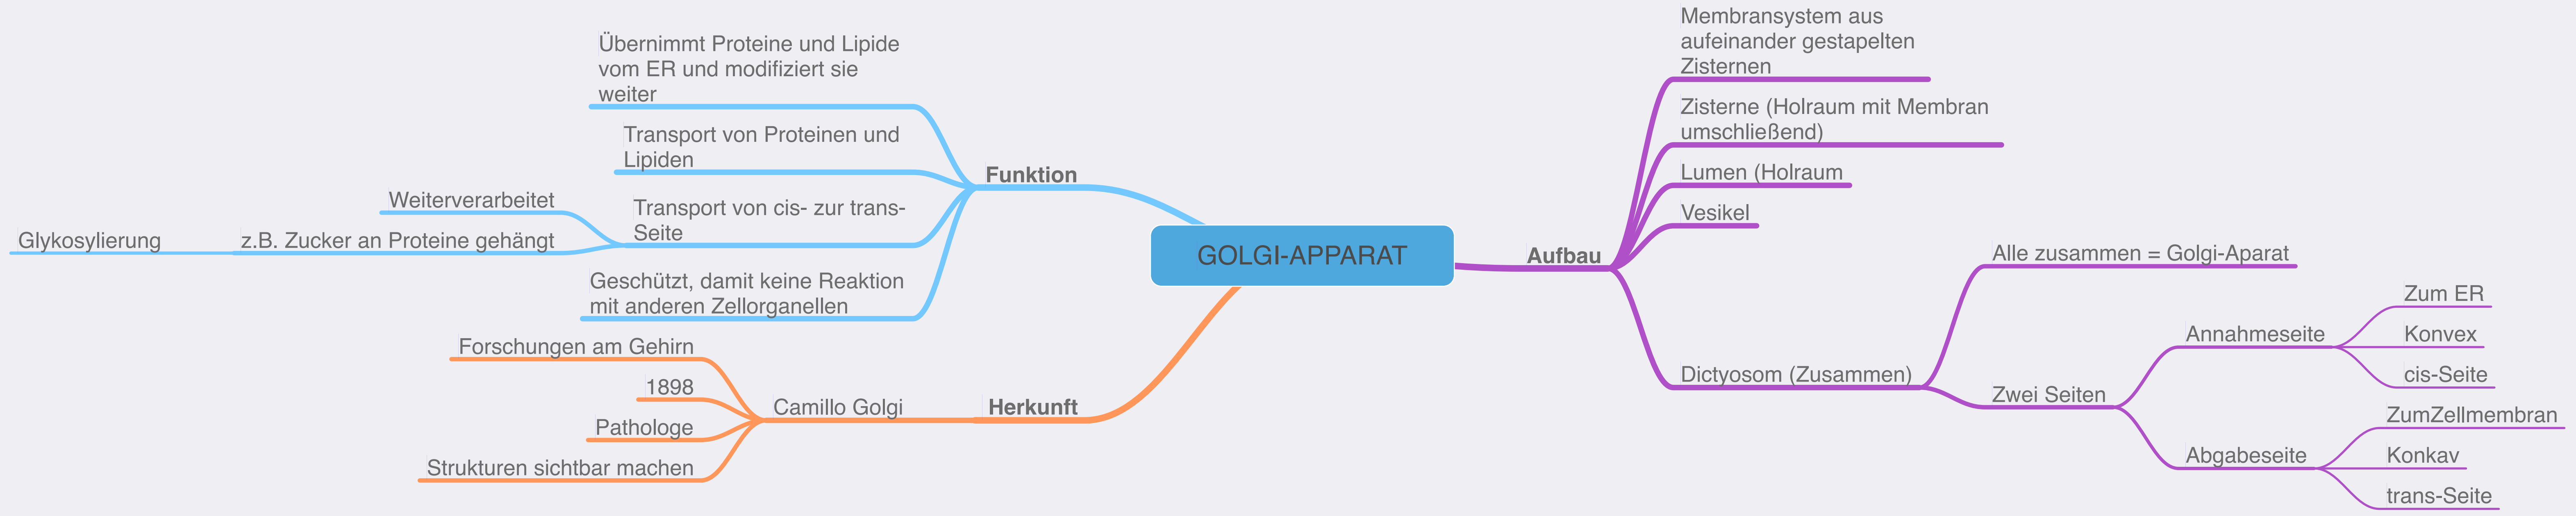 GOLGI-APPARAT
Funktion
Übernimmt Proteine und Lipide
vom ER und modifiziert sie
weiter
Transport von Proteinen und
Lipiden
Transport von cis- zur trans-
Seite
Weiterverarbeitet
z.B. Zucker an Proteine gehängt
Glykosylierung
Geschützt, damit keine Reaktion
mit anderen Zellorganellen
Herkunft
Camillo Golgi
Forschungen am Gehirn
1898
Pathologe
Strukturen sichtbar machen
Aufbau
Membransystem aus
aufeinander gestapelten
Zisternen
Zisterne (Holraum mit Membran
umschließend)
Lumen (Holraum
Vesikel
Dictyosom (Zusammen)
Alle zusammen = Golgi-Aparat
Zwei Seiten
Annahmeseite
Zum ER
Konvex
cis-Seite
Abgabeseite
ZumZellmembran
Konkav
trans-Seite